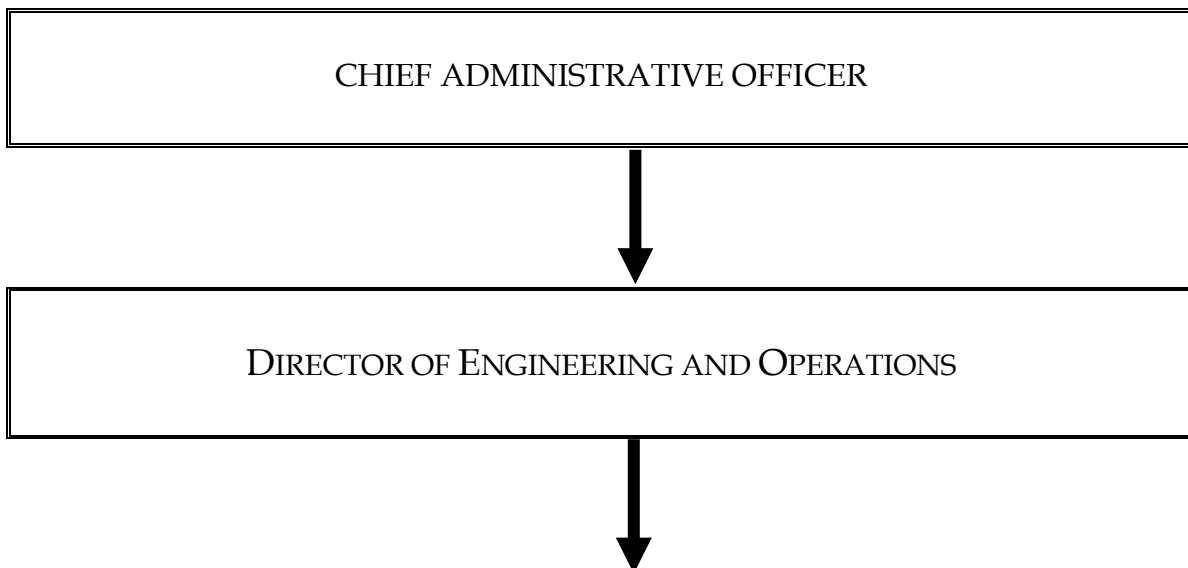 CHIEF ADMINISTRATIVE OFFICER
DIRECTOR OF ENGINEERING AND OPERATIONS